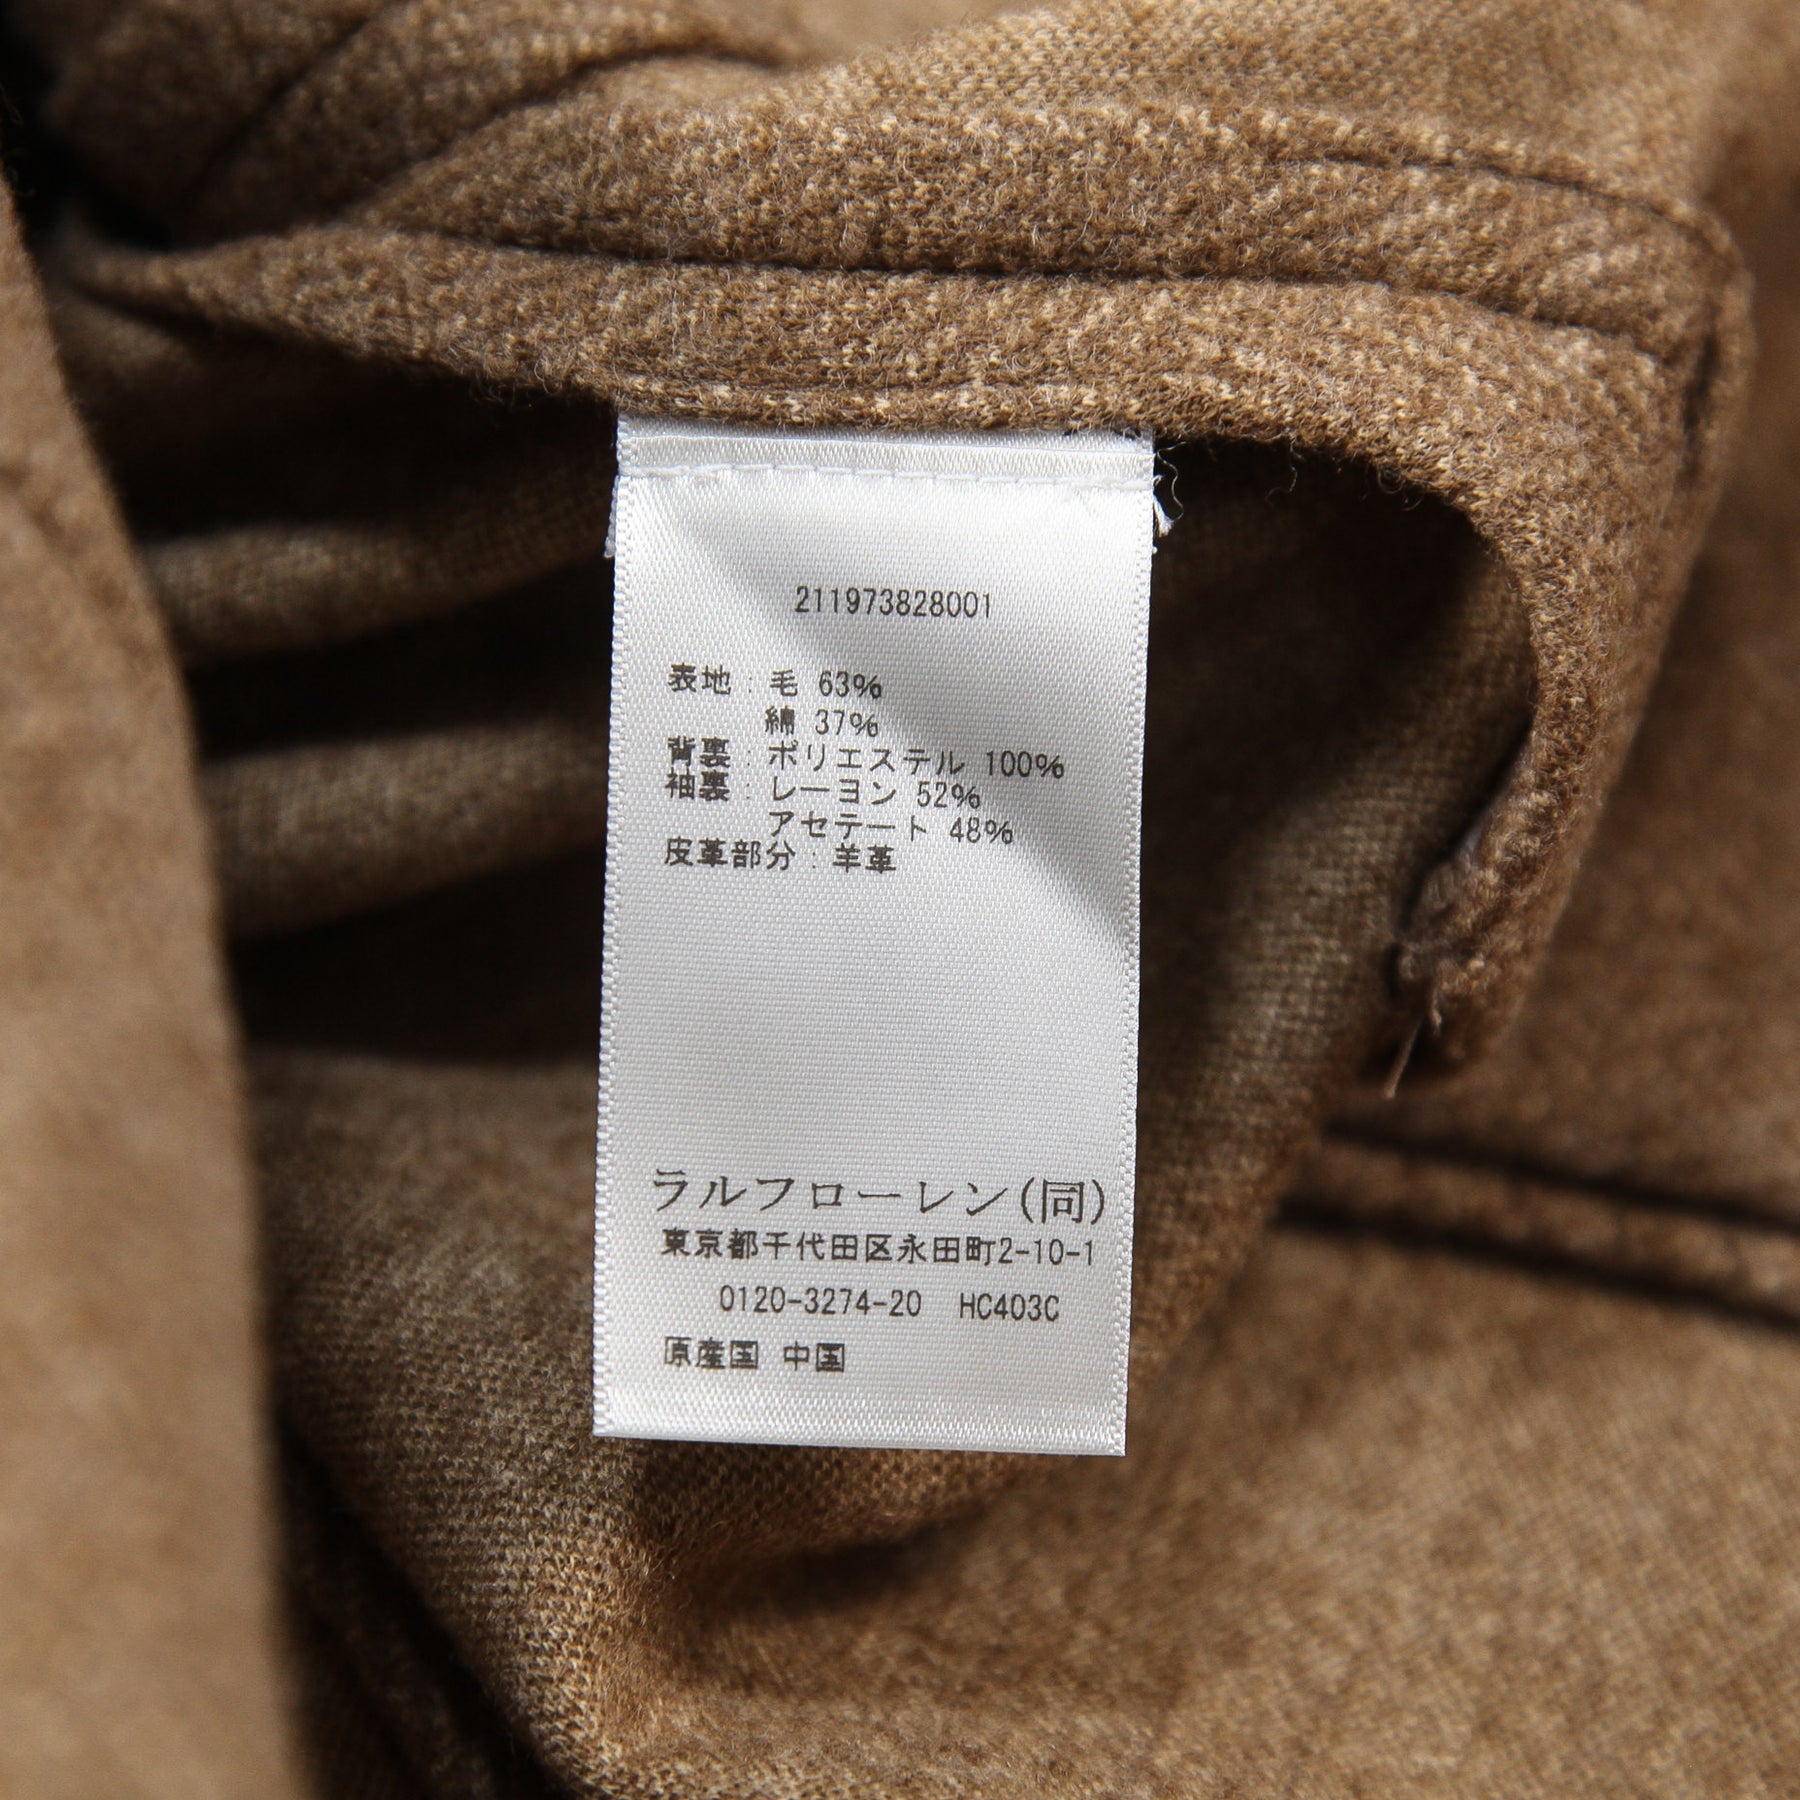 211973828001
表地：毛 63%
綿 37%
背裏：ポリエステル 100%
袖裏：レーヨン 52%
アセテート 48%
皮革部分：羊革
ラルフローレン(同)
東京都千代田区永田町2-10-1
0120-3274-20 HC403C
原産国 中国